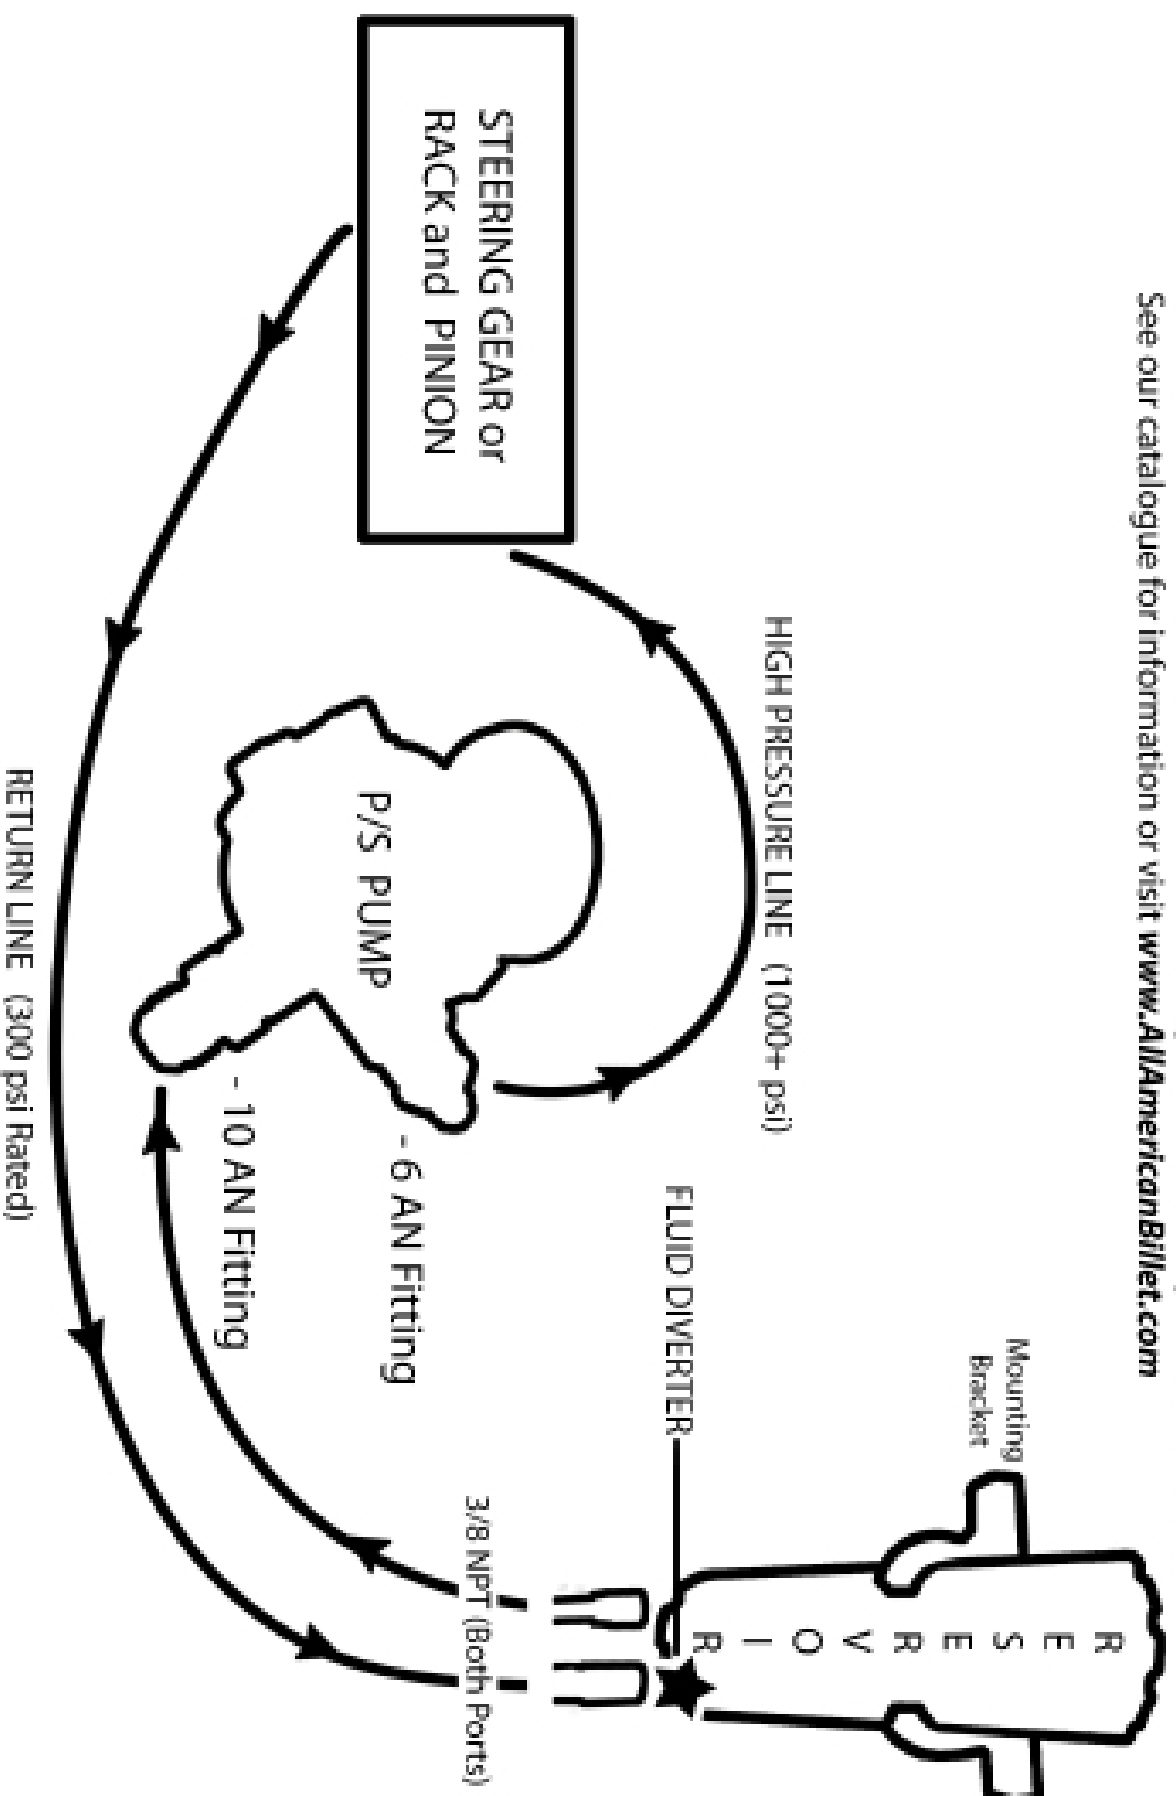 See our catalogue for information or visit www.AllAmericanBillet.com
Mounting
Bracket
RESERVOIR
HIGH PRESSURE LINE (1000+ psi)
FLUID DIVERTER
STEERING GEAR or
RACK and PINION
P/S PUMP
- 6 AN Fitting
3/8 NPT (Both Ports)
- 10 AN Fitting
RETURN LINE (300 psi Rated)